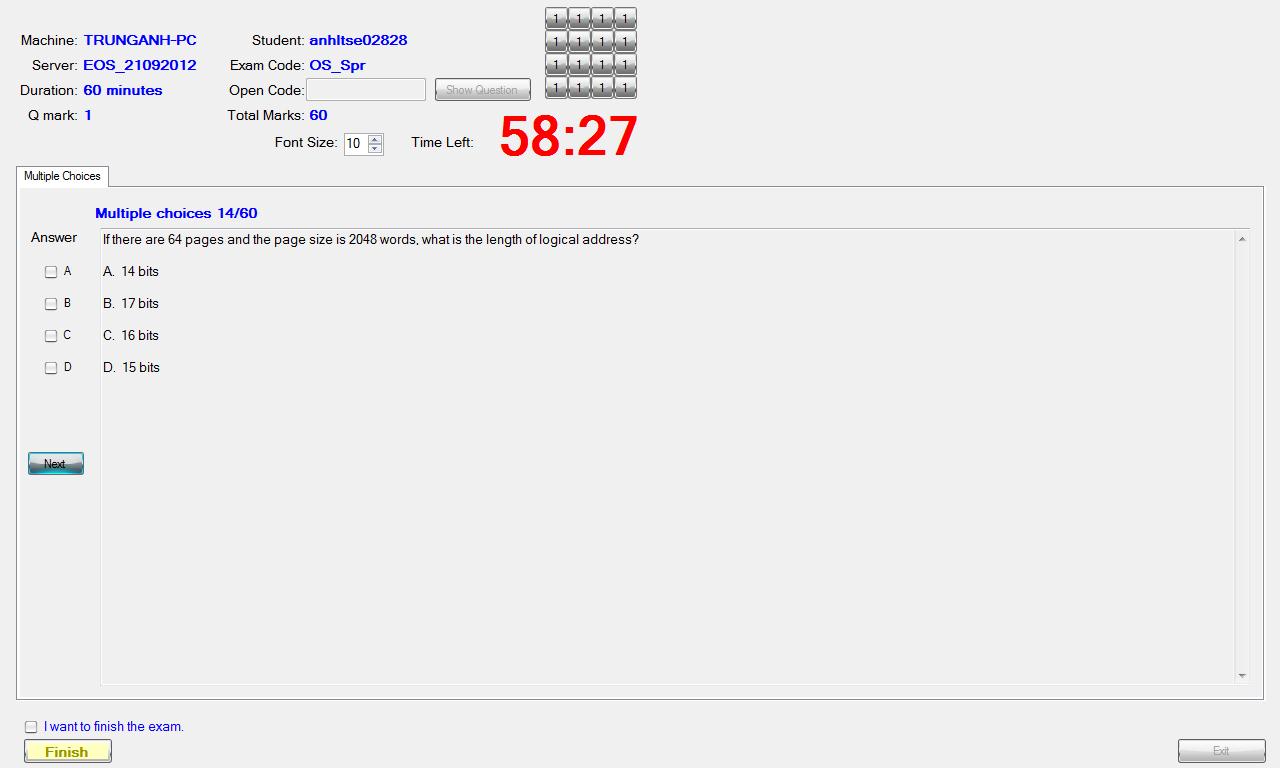 Machine: TRUNGANH-PC Student: anhltse02828
Server: EOS_21092012 Exam Code: OS_Spr
Duration: 60 minutes Open Code: Show Question
Q mark: 1 Total Marks: 60
Font Size: 10 Time Left: 58:27
1 1 1 1
1 1 1 1
1 1 1 1
1 1 1 1
Multiple Choices
Multiple choices 14/60
Answer
If there are 64 pages and the page size is 2048 words, what is the length of logical address?
A A. 14 bits
B B. 17 bits
C C. 16 bits
D D. 15 bits
Next
I want to finish the exam.
Finish
Exit